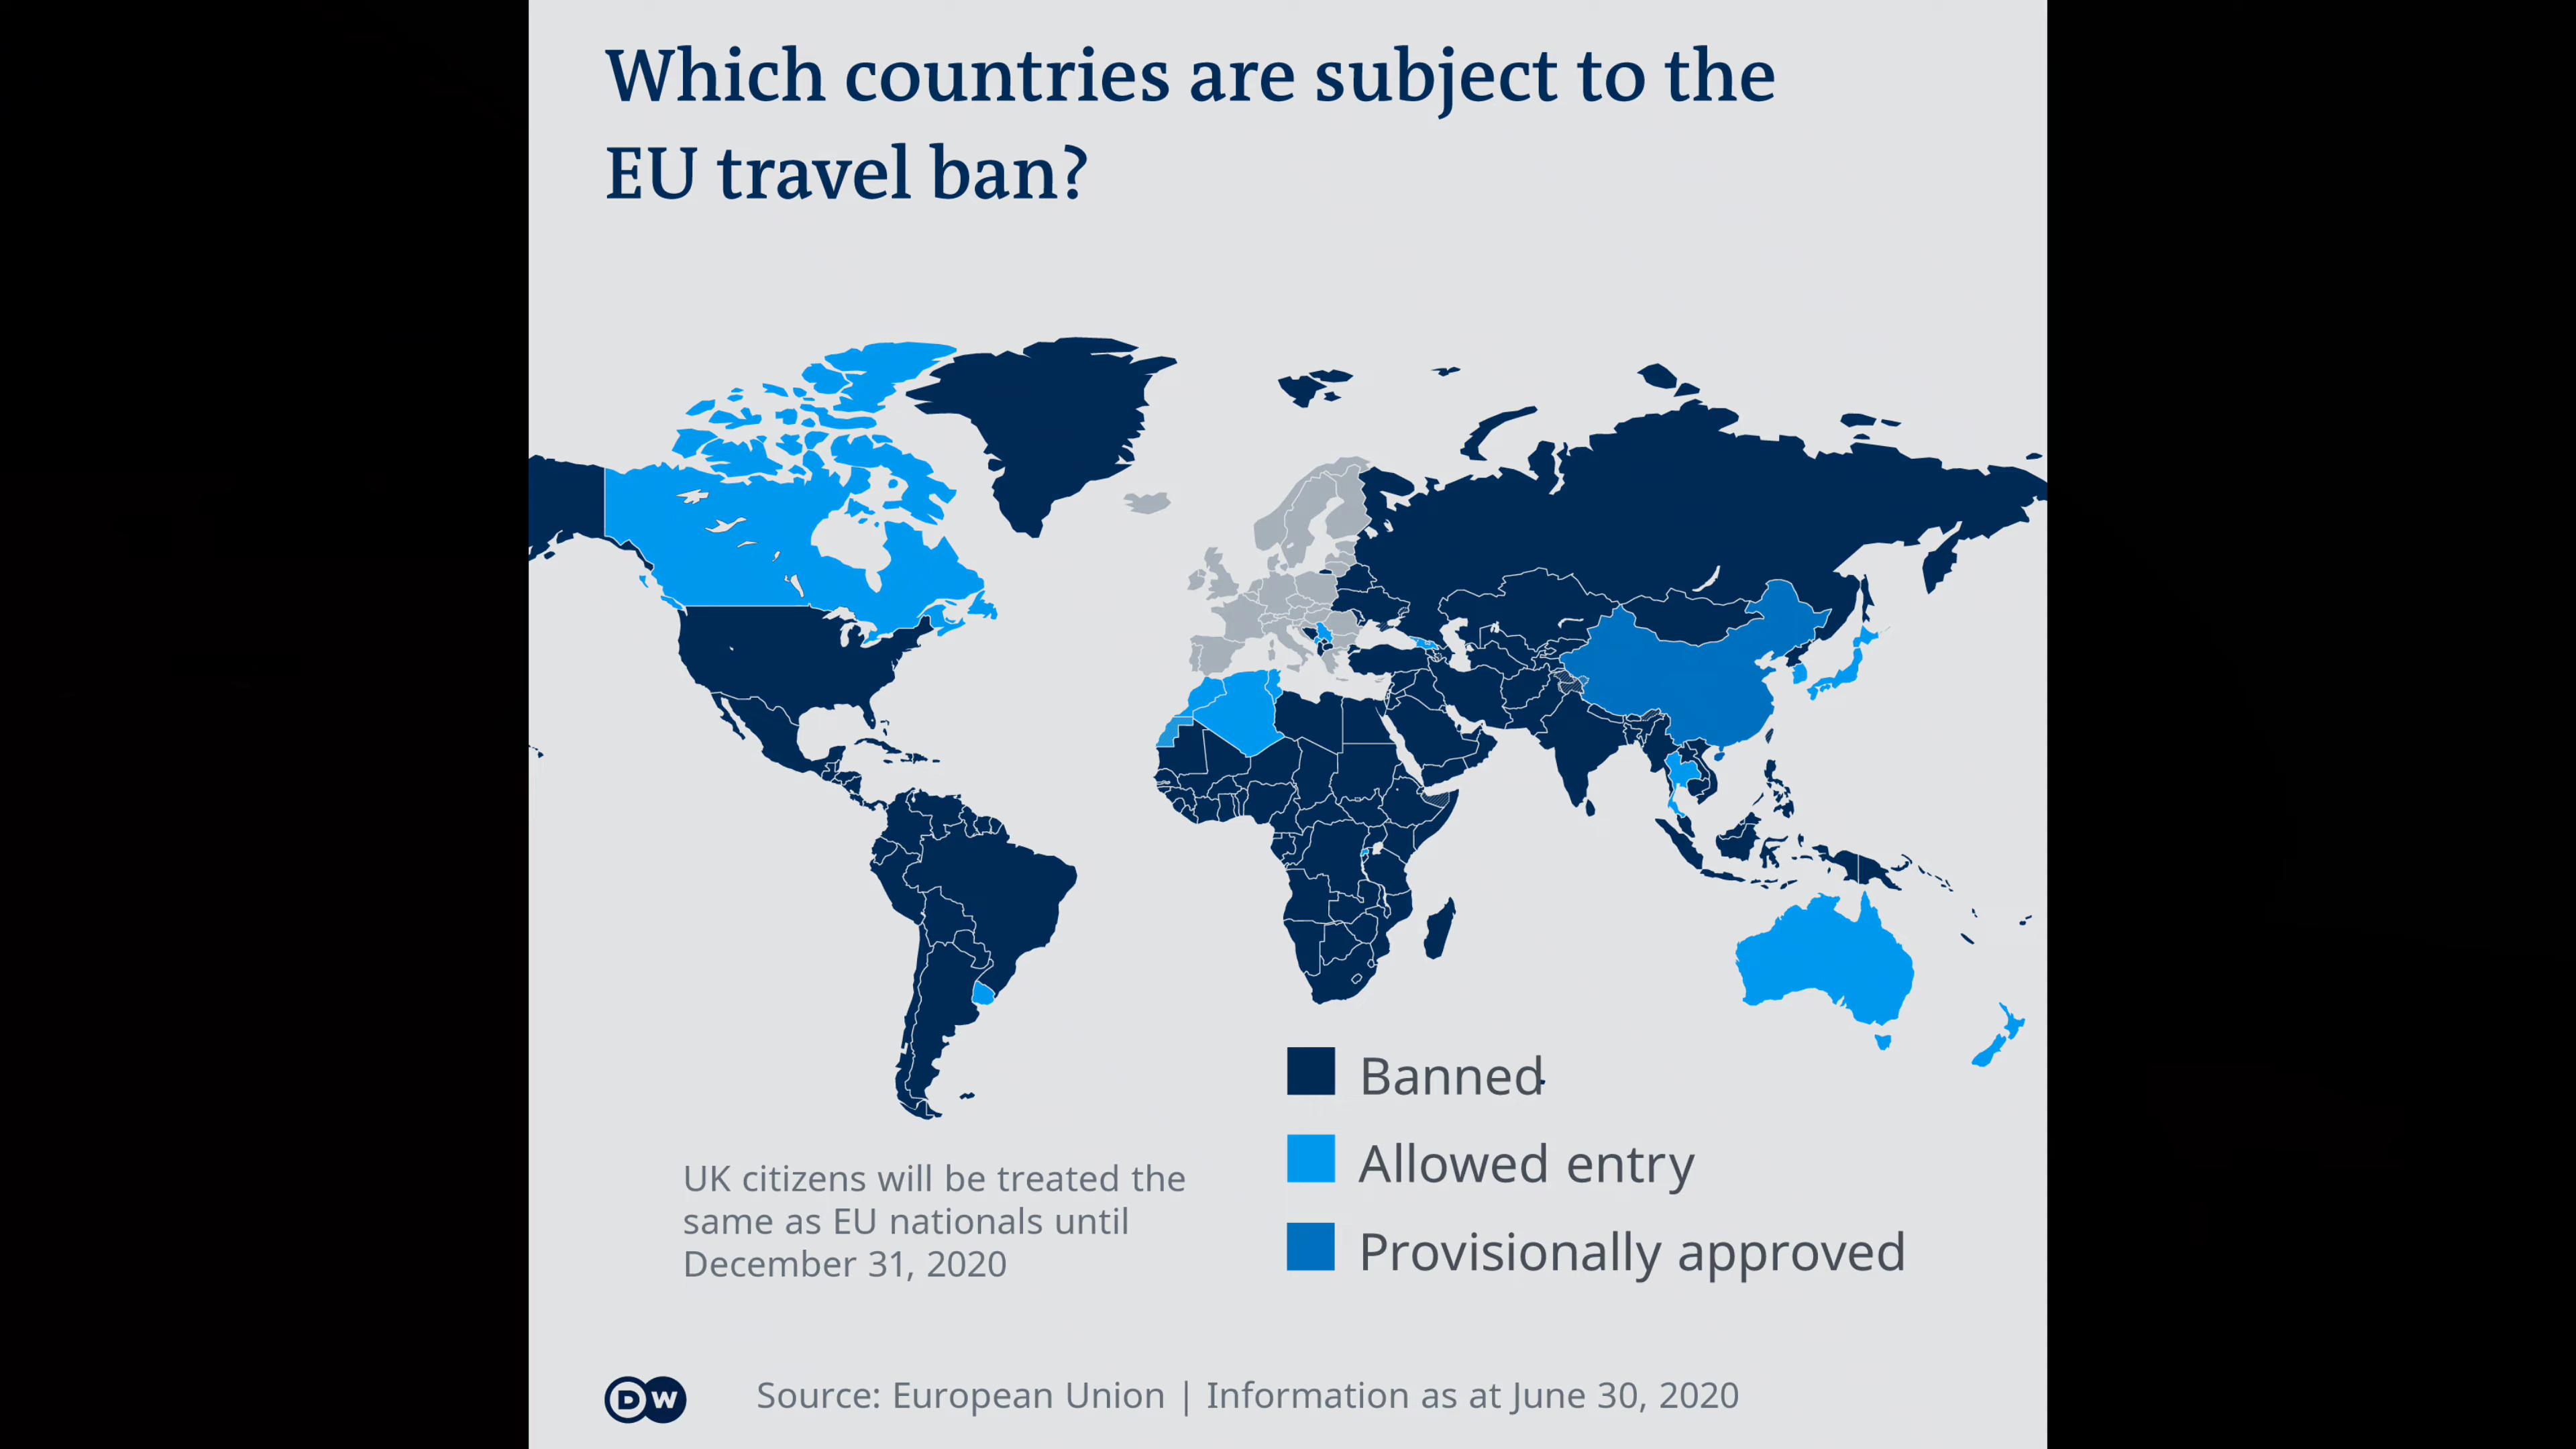 Which countries are subject to the
EU travel ban?
Banned
Allowed entry
Provisionally approved
UK citizens will be treated the
same as EU nationals until
December 31, 2020
DW
Source: European Union | Information as at June 30, 2020